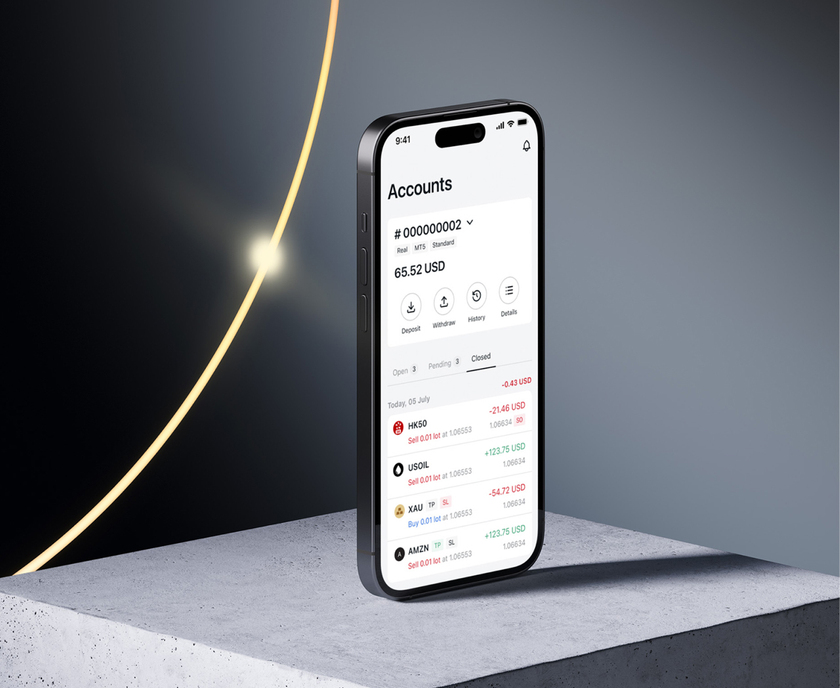 9:41
Accounts
# 000000002
Real MT5 Standard
65.52 USD
Deposit Withdraw History Details
Open 3 Pending 3 Closed
-0.43 USD
Today, 05 July
HK50 -21.46 USD
Sell 0.01 lot at 1.06553 1.06634 SO
USOIL +123.75 USD
Sell 0.01 lot at 1.06553 1.06634
XAU TP SL -54.72 USD
Buy 0.01 lot at 1.06553 1.06634
A AMZN TP SL +123.75 USD
Sell 0.01 lot at 1.06553 1.06634